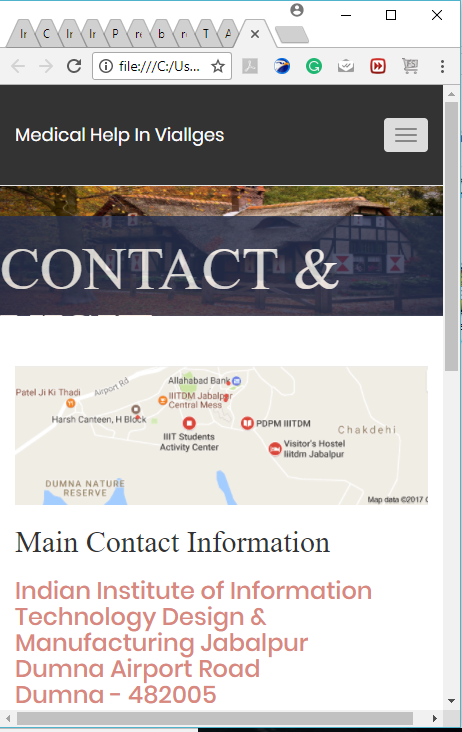 Ir C Ir Ir P re b re T A
file:///C:/Us...
Medical Help In Viallges
CONTACT &
Allahabad Bank
Patel Ji Ki Thadi
Airport Rd
IIITDM Jabalpur
Central Mess
Harsh Canteen, H Block
PDPM IIITDM
Chakdehi
IIIT Students
Activity Center
Visitor's Hostel
Iiitdm Jabalpur
DUMNA NATURE
RESERVE
Map data ©2017 G
Main Contact Information
Indian Institute of Information
Technology Design &
Manufacturing Jabalpur
Dumna Airport Road
Dumna - 482005